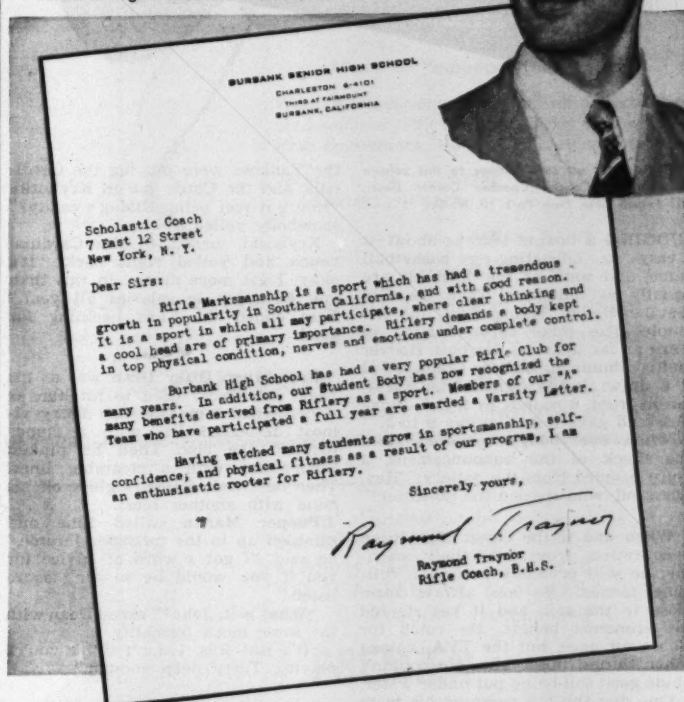 BURBANK SENIOR HIGH SCHOOL
CHARLESTON 6-4101
THIRD AT FAIRMOUNT
BURBANK, CALIFORNIA
Scholastic Coach
7 East 12 Street
New York, N. Y.
Dear Sirs:
Rifle Marksmanship is a sport which has had a tremendous
growth in popularity in Southern California, and with good reason.
It is a sport in which all may participate, where clear thinking and
a cool head are of primary importance. Riflery demands a body kept
in top physical condition, nerves and emotions under complete control.
Burbank High School has had a very popular Rifle Club for
many years. In addition, our Student Body has now recognized the
many benefits derived from Riflery as a sport. Members of our "A"
Team who have participated a full year are awarded a Varsity Letter.
Having watched many students grow in sportsmanship, self-
confidence, and physical fitness as a result of our program, I am
an enthusiastic rooter for Riflery.
Sincerely yours,
Raymond Traynor
Raymond Traynor
Rifle Coach, B.H.S.